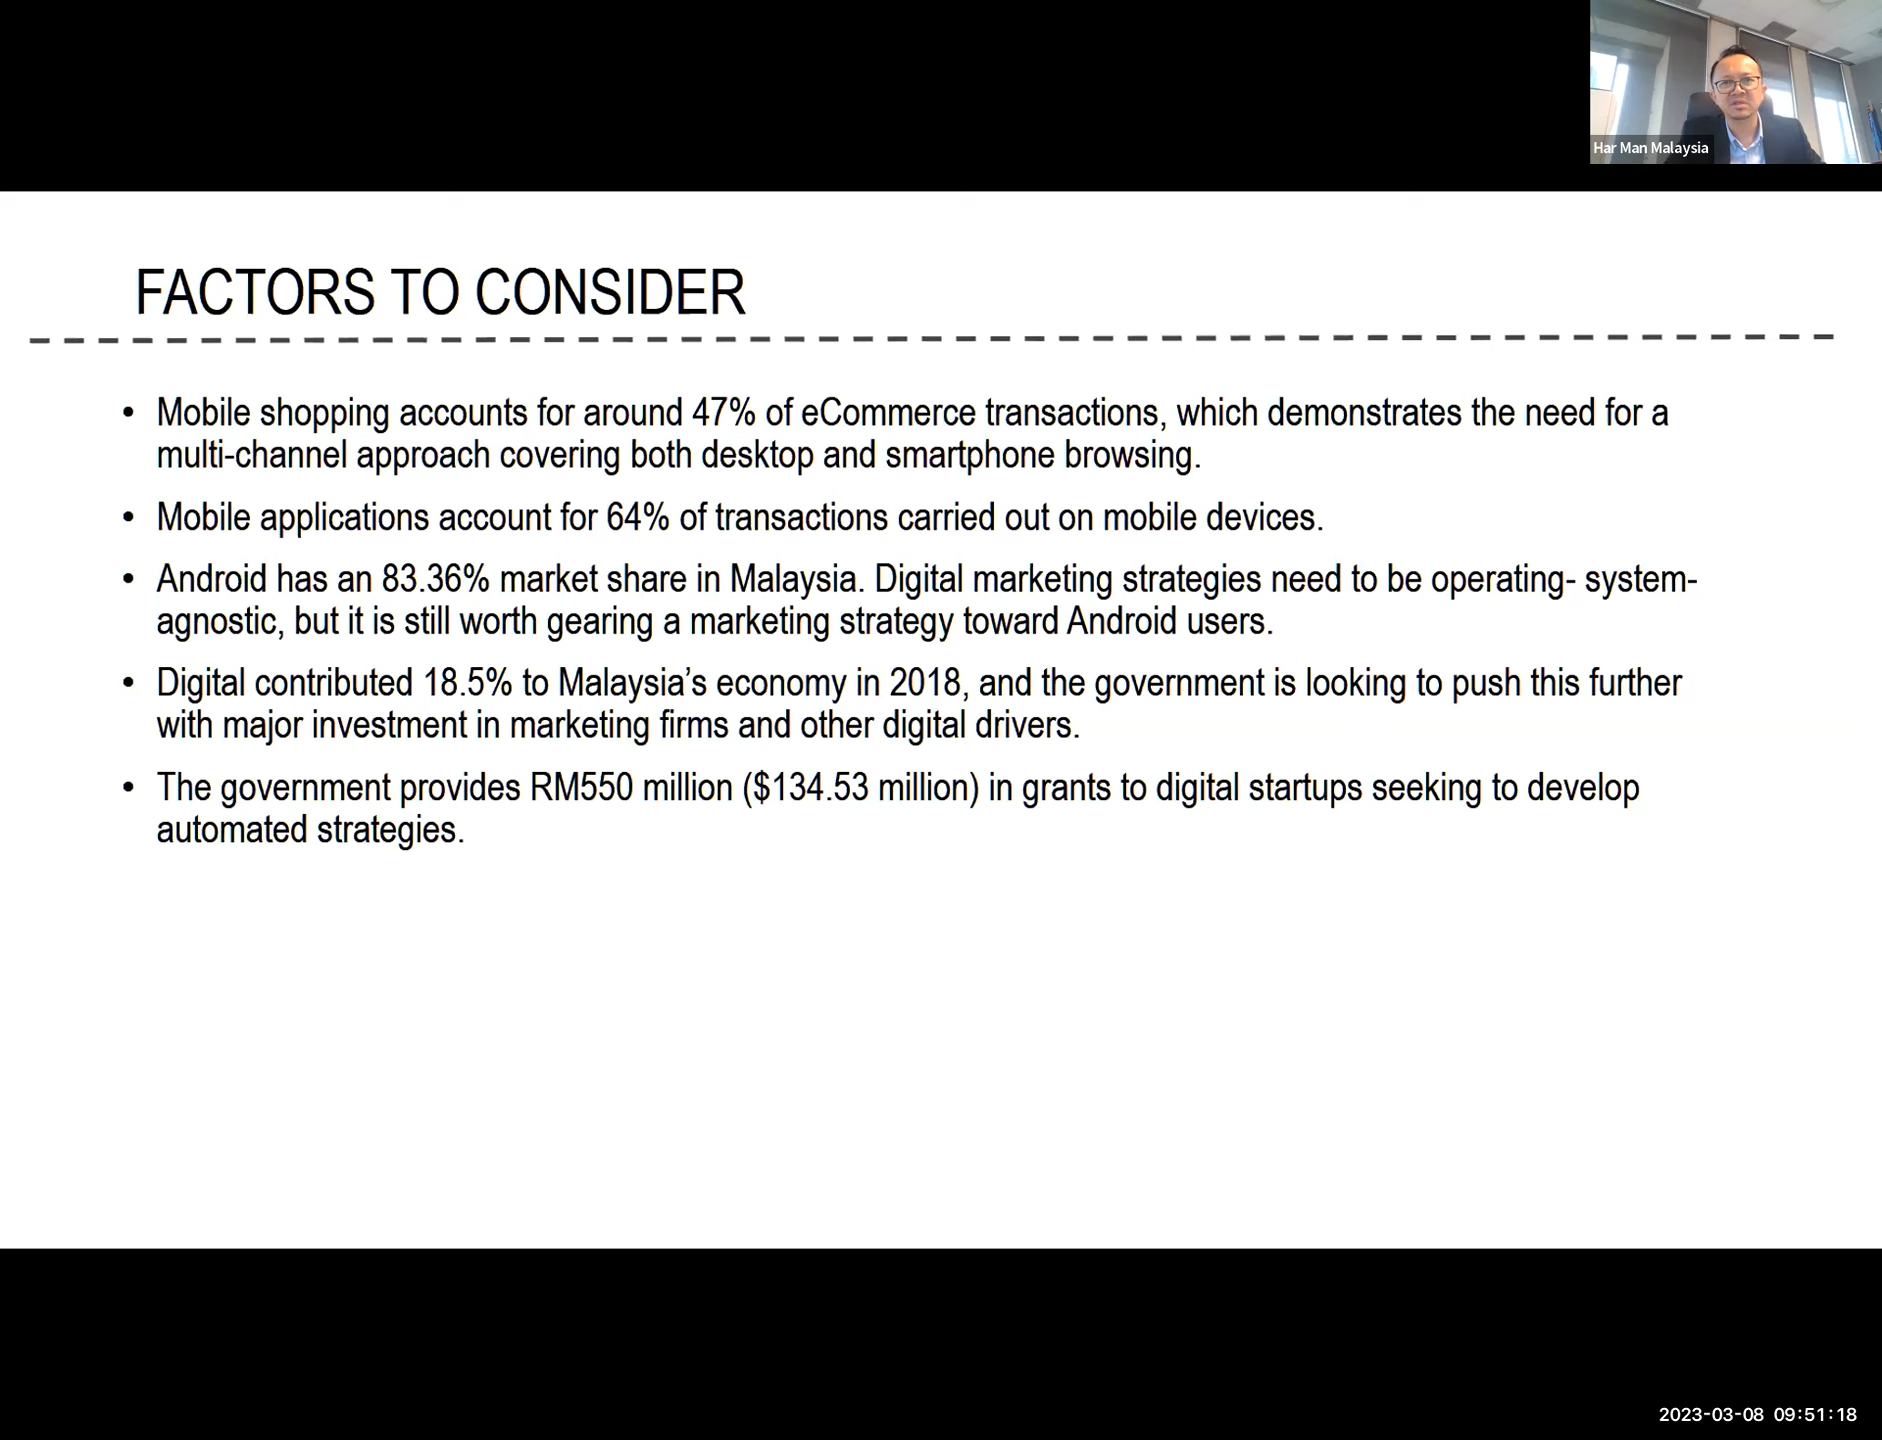 Har Man Malaysia
FACTORS TO CONSIDER
• Mobile shopping accounts for around 47% of eCommerce transactions, which demonstrates the need for a
multi-channel approach covering both desktop and smartphone browsing.
• Mobile applications account for 64% of transactions carried out on mobile devices.
• Android has an 83.36% market share in Malaysia. Digital marketing strategies need to be operating- system-
agnostic, but it is still worth gearing a marketing strategy toward Android users.
• Digital contributed 18.5% to Malaysia’s economy in 2018, and the government is looking to push this further
with major investment in marketing firms and other digital drivers.
• The government provides RM550 million ($134.53 million) in grants to digital startups seeking to develop
automated strategies.
2023-03-08 09:51:18